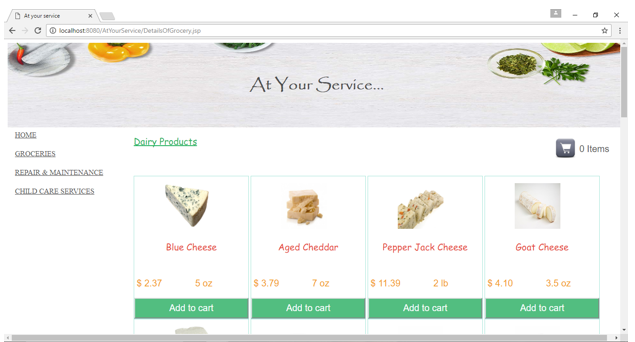 At your service
localhost:8080/AtYourService/DetailsOfGrocery.jsp
At Your Service...
HOME
GROCERIES
REPAIR & MAINTENANCE
CHILD CARE SERVICES
Dairy Products
0 Items
Blue Cheese
$ 2.37 5 oz
Add to cart
Aged Cheddar
$ 3.79 7 oz
Add to cart
Pepper Jack Cheese
$ 11.39 2 lb
Add to cart
Goat Cheese
$ 4.10 3.5 oz
Add to cart